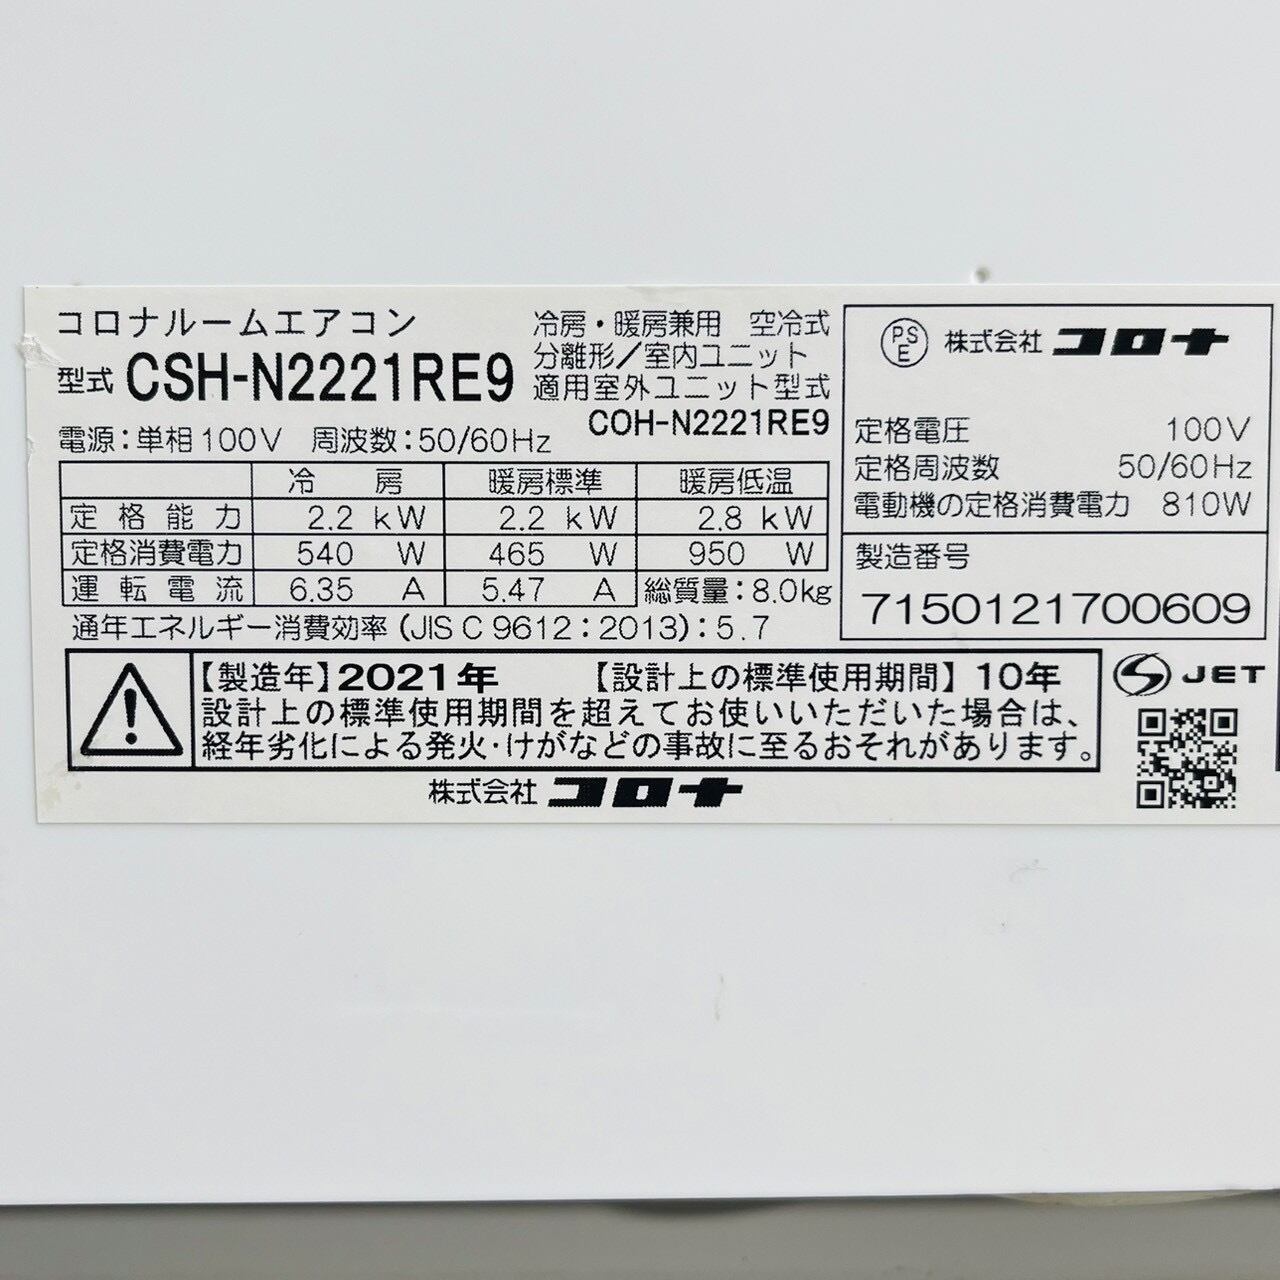 コロナルームエアコン
型式 CSH-N2221RE9
冷房・暖房兼用 空冷式
分離形/室内ユニット
適用室外ユニット型式
COH-N2221RE9
電源:単相100V 周波数:50/60Hz
冷房 暖房標準 暖房低温
定格能力 2.2 kW 2.2 kW 2.8 kW
定格消費電力 540 W 465 W 950 W
運転電流 6.35 A 5.47 A 総質量:8.0kg
通年エネルギー消費効率(JIS C 9612:2013):5.7
PSE 株式会社コロナ
定格電圧 100V
定格周波数 50/60Hz
電動機の定格消費電力 810W
製造番号
7150121700609
【製造年】2021年 【設計上の標準使用期間】10年
設計上の標準使用期間を超えてお使いいただいた場合は、
経年劣化による発火・けがなどの事故に至るおそれがあります。
JET
株式会社コロナ